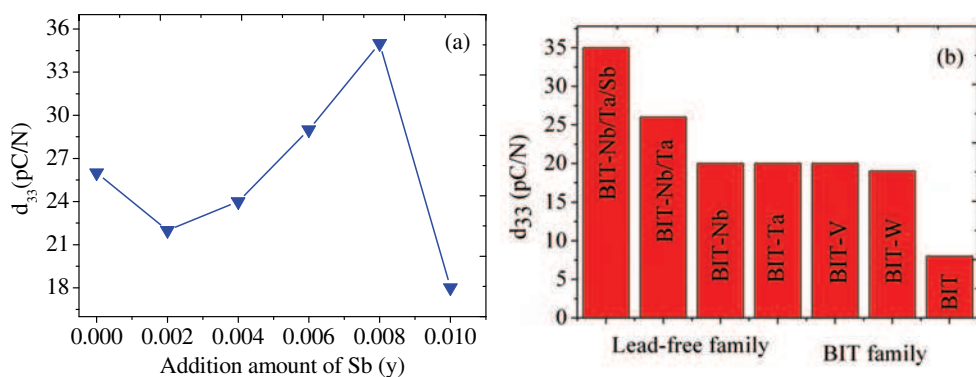 (a)
d33(pC/N)
36
33
30
27
24
21
18
0.000 0.002 0.004 0.006 0.008 0.010
Addition amount of Sb (y)
(b)
d33 (pC/N)
35
30
25
20
15
10
5
0
BIT-Nb/Ta/Sb
BIT-Nb/Ta
BIT-Nb
BIT-Ta
BIT-V
BIT-W
BIT
Lead-free family BIT family